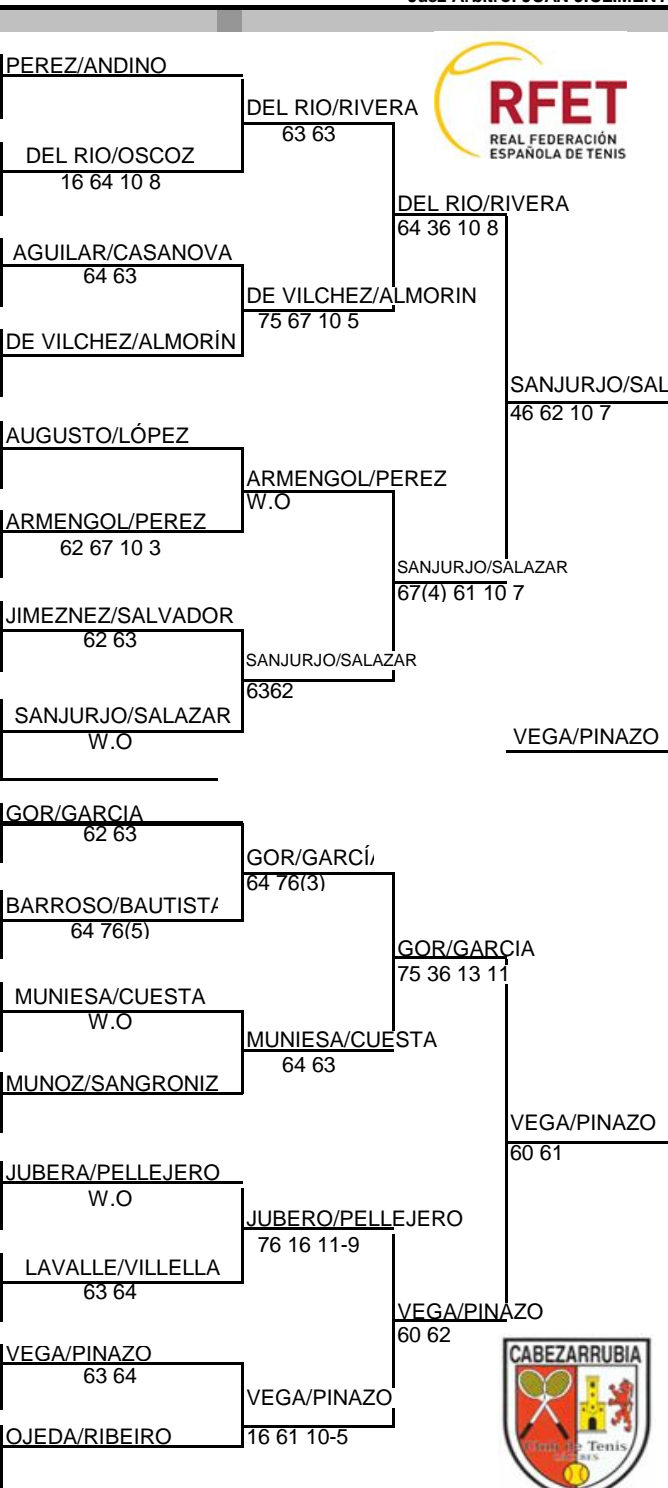 PEREZ/ANDINO
DEL RIO/RIVERA
63 63
RFET
REAL FEDERACIÓN
ESPAÑOLA DE TENIS
DEL RIO/OSCOZ
16 64 10 8
DEL RIO/RIVERA
64 36 10 8
AGUILAR/CASANOVA
64 63
DE VILCHEZ/ALMORIN
75 67 10 5
DE VILCHEZ/ALMORÍN
SANJURJO/SAL
46 62 10 7
AUGUSTO/LÓPEZ
ARMENGOL/PEREZ
W.O
ARMENGOL/PEREZ
62 67 10 3
SANJURJO/SALAZAR
67(4) 61 10 7
JIMEZNEZ/SALVADOR
62 63
SANJURJO/SALAZAR
6362
SANJURJO/SALAZAR
W.O
VEGA/PINAZO
GOR/GARCIA
62 63
GOR/GARCÍ
64 76(3)
BARROSO/BAUTISTA
64 76(5)
GOR/GARCIA
75 36 13 11
MUNIESA/CUESTA
W.O
MUNIESA/CUESTA
64 63
MUNOZ/SANGRONIZ
VEGA/PINAZO
60 61
JUBERA/PELLEJERO
W.O
JUBERO/PELLEJERO
76 16 11-9
LAVALLE/VILLELLA
63 64
VEGA/PINAZO
60 62
VEGA/PINAZO
63 64
CABEZARRUBIA
VEGA/PINAZO
16 61 10-5
OJEDA/RIBEIRO
Club de Tenis